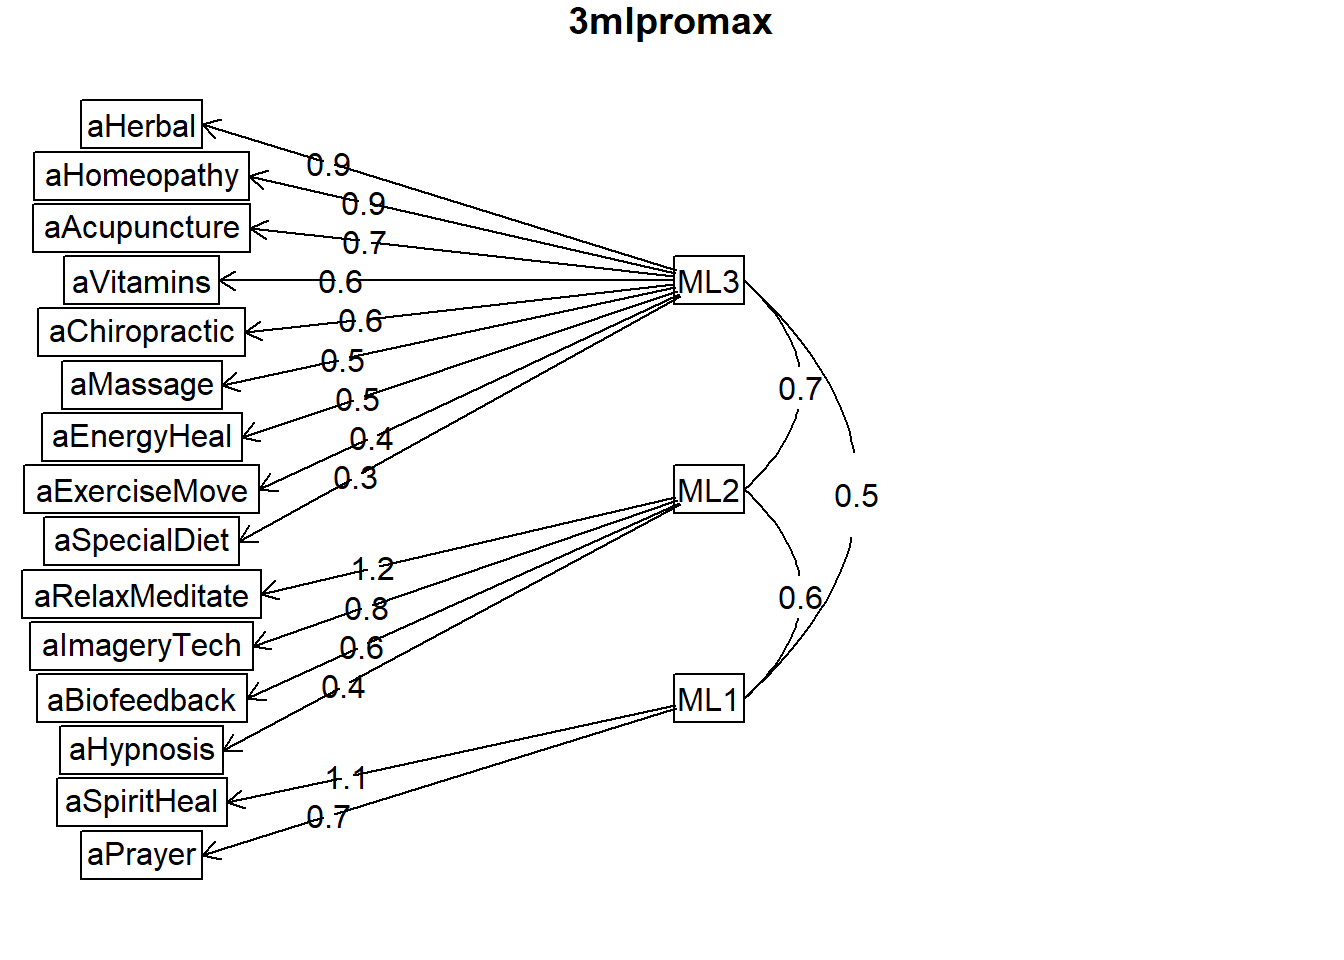 3mlpromax
aHerbal
0.9
aHomeopathy
0.9
aAcupuncture
0.7
aVitamins
0.6
ML3
aChiropractic
0.6
aMassage
0.5
0.7
aEnergyHeal
0.5
aExerciseMove
0.4
0.3
ML2
0.5
aSpecialDiet
1.2
aRelaxMeditate
0.8
0.6
aImageryTech
0.6
aBiofeedback
0.4
ML1
aHypnosis
1.1
aSpiritHeal
0.7
aPrayer